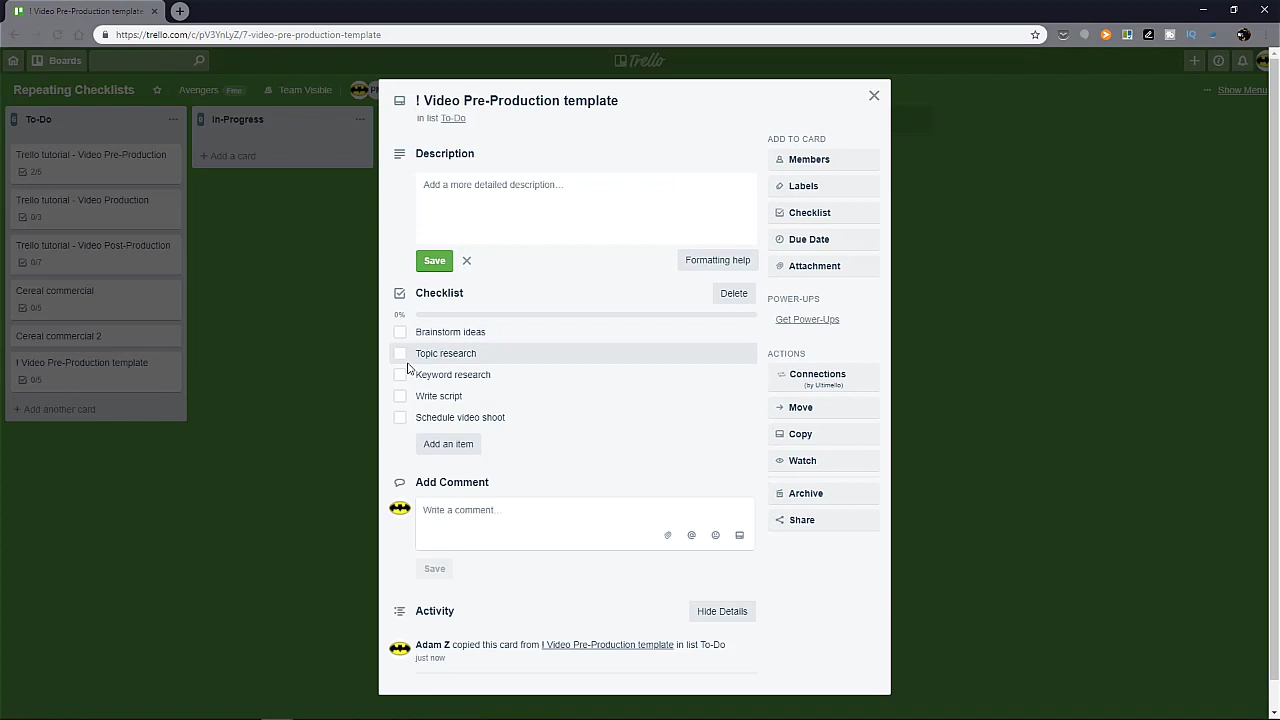 ! Video Pre-Production template
https://trello.com/c/pV3YnLyZ/7-video-pre-production-template
Boards
Trello
Repeating Checklists
Avengers Free
Team Visible
Show Menu
To-Do
Trello tutorial - Video Pre-Production
2/5
Trello tutorial - Video Production
0/3
Trello tutorial - Video Post-Production
0/7
Cereal commercial
0/5
Cereal commercial 2
! Video Pre-Production template
0/5
+ Add another card
In-Progress
+ Add a card
! Video Pre-Production template
in list To-Do
Description
Add a more detailed description…
Save
Formatting help
Checklist
Delete
0%
Brainstorm ideas
Topic research
Keyword research
Write script
Schedule video shoot
Add an item
Add Comment
Write a comment…
Save
Activity
Hide Details
Adam Z copied this card from ! Video Pre-Production template in list To-Do
just now
ADD TO CARD
Members
Labels
Checklist
Due Date
Attachment
POWER-UPS
Get Power-Ups
ACTIONS
Connections
(by Ultimello)
Move
Copy
Watch
Archive
Share